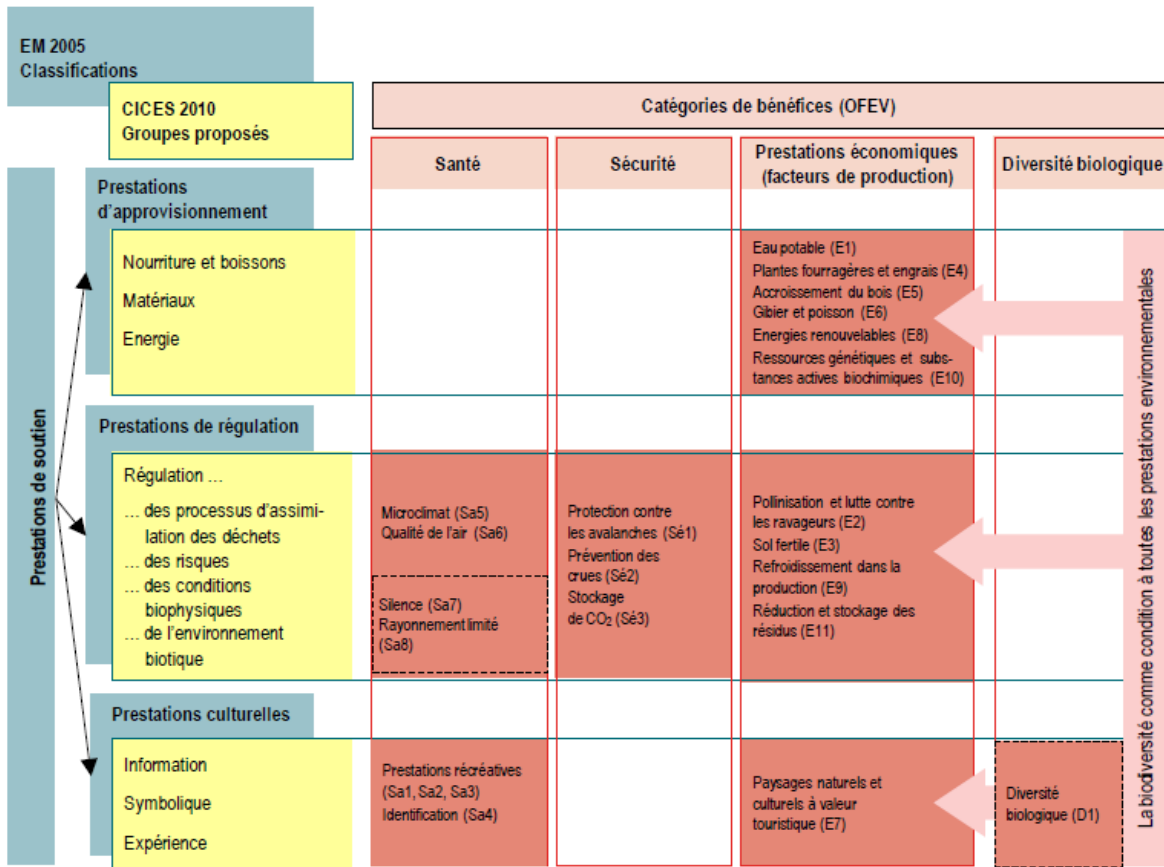 EM 2005
Classifications
CICES 2010
Groupes proposés
Catégories de bénéfices (OFEV)
Santé
Sécurité
Prestations économiques
(facteurs de production)
Diversité biologique
Prestations de soutien
Prestations
d'approvisionnement
Nourriture et boissons
Matériaux
Energie
Eau potable (E1)
Plantes fourragères et engrais (E4)
Accroissement du bois (E5)
Gibier et poisson (E6)
Energies renouvelables (E8)
Ressources génétiques et subs-
tances actives biochimiques (E10)
Prestations de régulation
Régulation ...
... des processus d'assimi-
lation des déchets
... des risques
... des conditions
biophysiques
... de l'environnement
biotique
Microclimat (Sa5)
Qualité de l'air (Sa6)
Silence (Sa7)
Rayonnement limité
(Sa8)
Protection contre
les avalanches (Sé1)
Prévention des
crues (Sé2)
Stockage
de CO₂ (Sé3)
Pollinisation et lutte contre
les ravageurs (E2)
Sol fertile (E3)
Refroidissement dans la
production (E9)
Réduction et stockage des
résidus (E11)
Prestations culturelles
Information
Symbolique
Expérience
Prestations récréatives
(Sa1, Sa2, Sa3)
Identification (Sa4)
Paysages naturels et
culturels à valeur
touristique (E7)
Diversité
biologique (D1)
La biodiversité comme condition à toutes les prestations environnementales